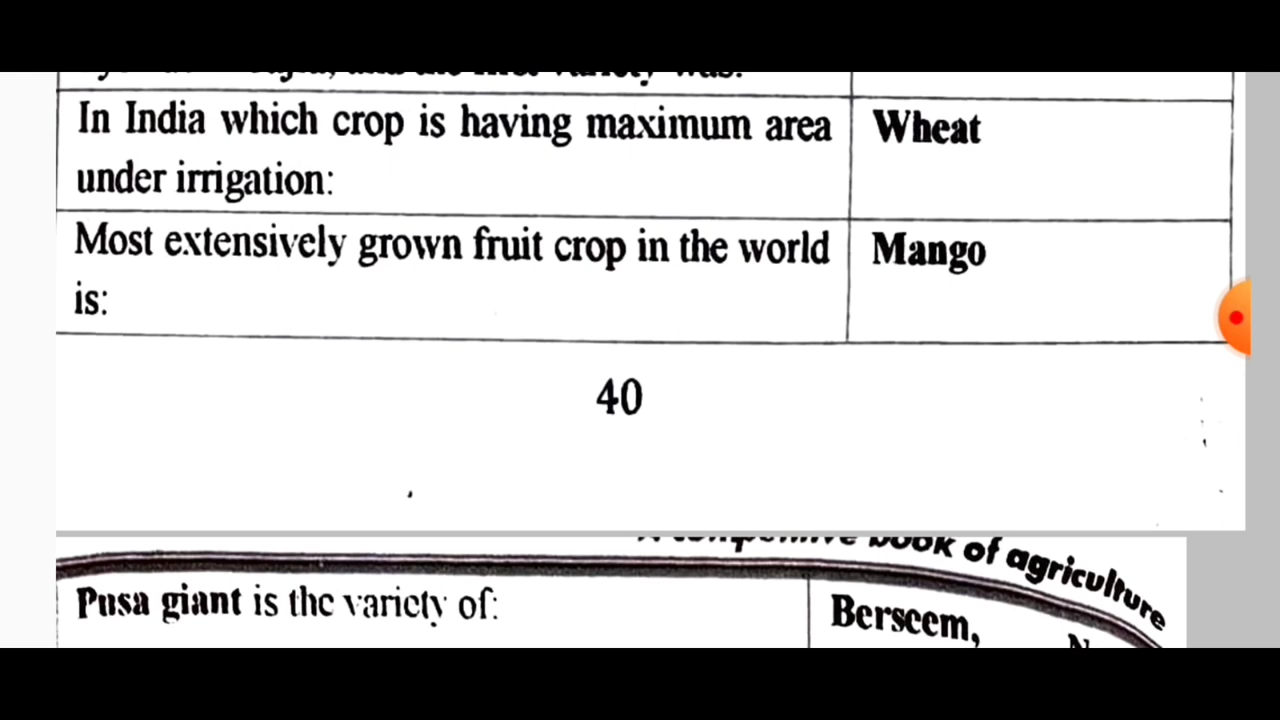 In India which crop is having maximum area
under irrigation:
Wheat
Most extensively grown fruit crop in the world
is:
Mango
40
book of agriculture
Pusa giant is the variety of:
Berseem,